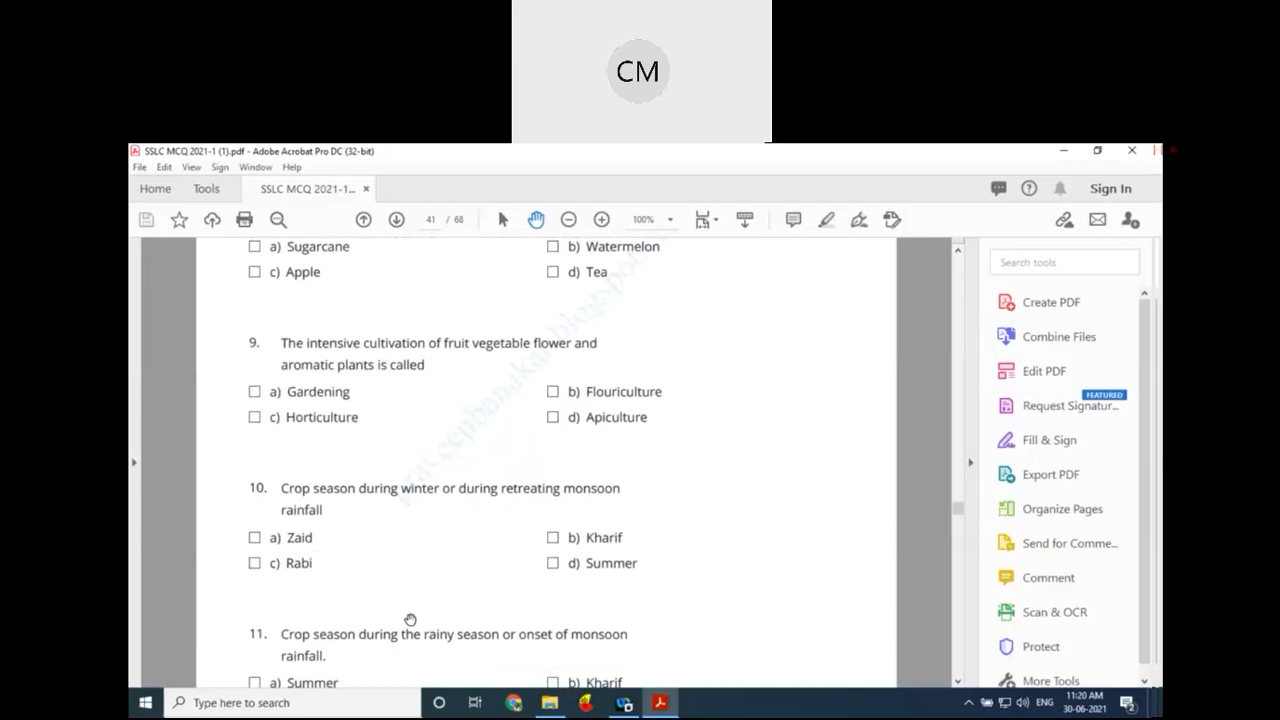 CM
SSLC MCQ 2021-1 (1).pdf - Adobe Acrobat Pro DC (32-bit)
File Edit View Sign Window Help
Home Tools SSLC MCQ 2021-1... × Sign In
41 / 68 100%
a) Sugarcane b) Watermelon
c) Apple d) Tea
9. The intensive cultivation of fruit vegetable flower and
aromatic plants is called
a) Gardening b) Flouriculture
c) Horticulture d) Apiculture
10. Crop season during winter or during retreating monsoon
rainfall
a) Zaid b) Kharif
c) Rabi d) Summer
11. Crop season during the rainy season or onset of monsoon
rainfall.
a) Summer b) Kharif
Search tools
Create PDF
Combine Files
Edit PDF
FEATURED
Request Signatur...
Fill & Sign
Export PDF
Organize Pages
Send for Comme...
Comment
Scan & OCR
Protect
More Tools
Type here to search
ENG
11:20 AM
30-06-2021
2